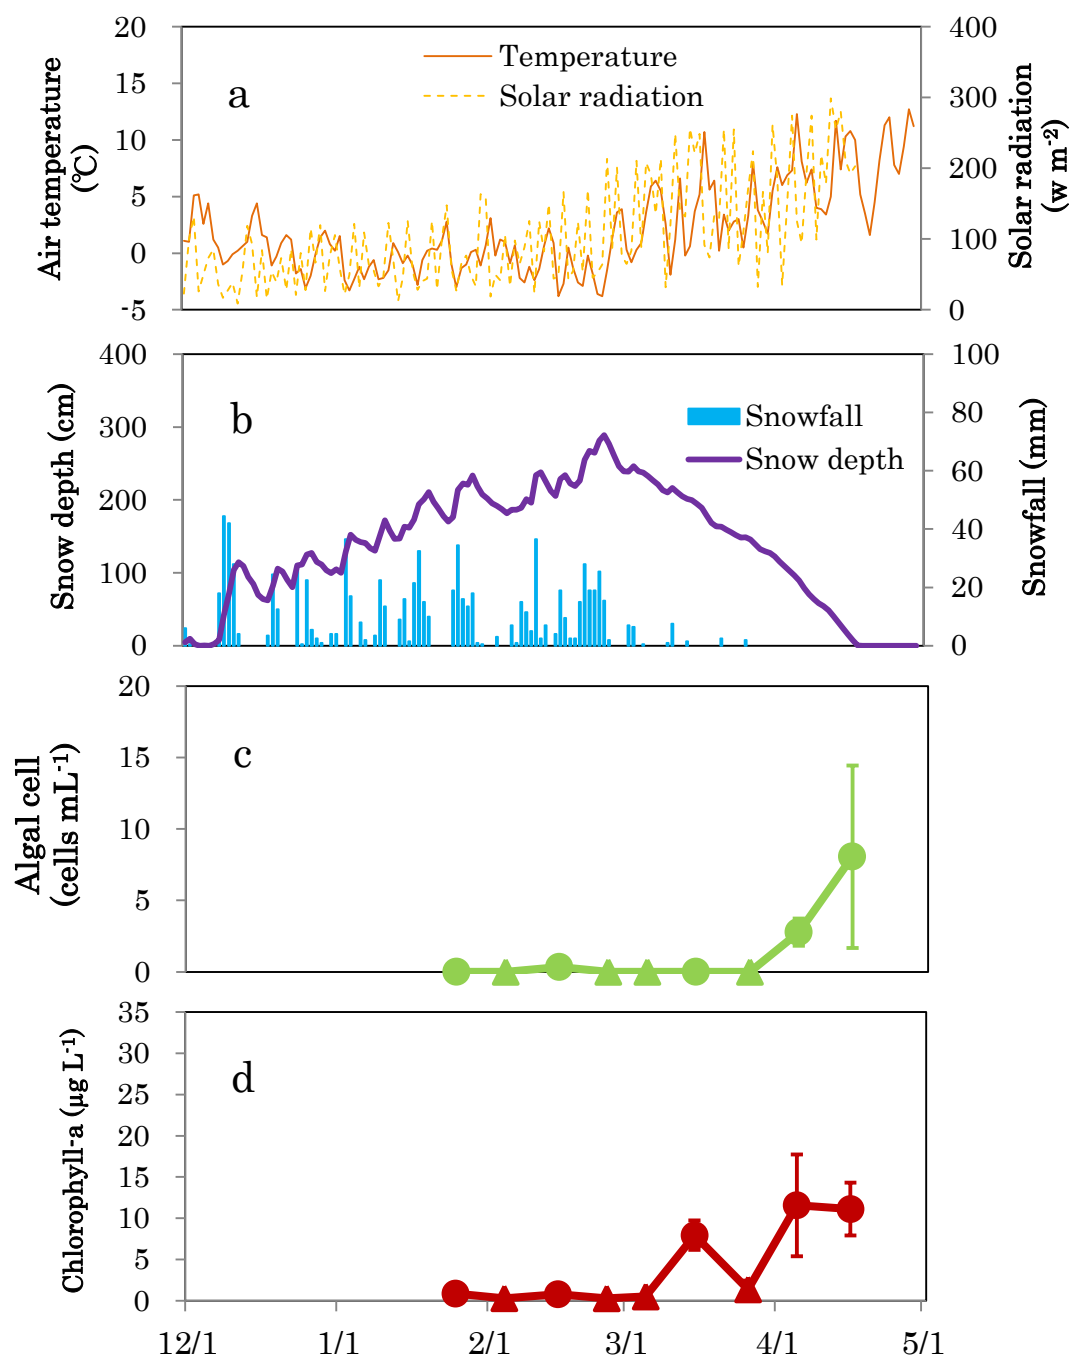 20
15
10
5
0
-5
Air temperature
(℃)
a
Temperature
Solar radiation
400
300
200
100
0
Solar radiation
(w m-2)
400
300
200
100
0
Snow depth (cm)
b
Snowfall
Snow depth
100
80
60
40
20
0
Snowfall (mm)
20
15
10
5
0
Algal cell
(cells mL-1)
c
35
30
25
20
15
10
5
0
Chlorophyll-a (μg L-1)
d
12/1 1/1 2/1 3/1 4/1 5/1